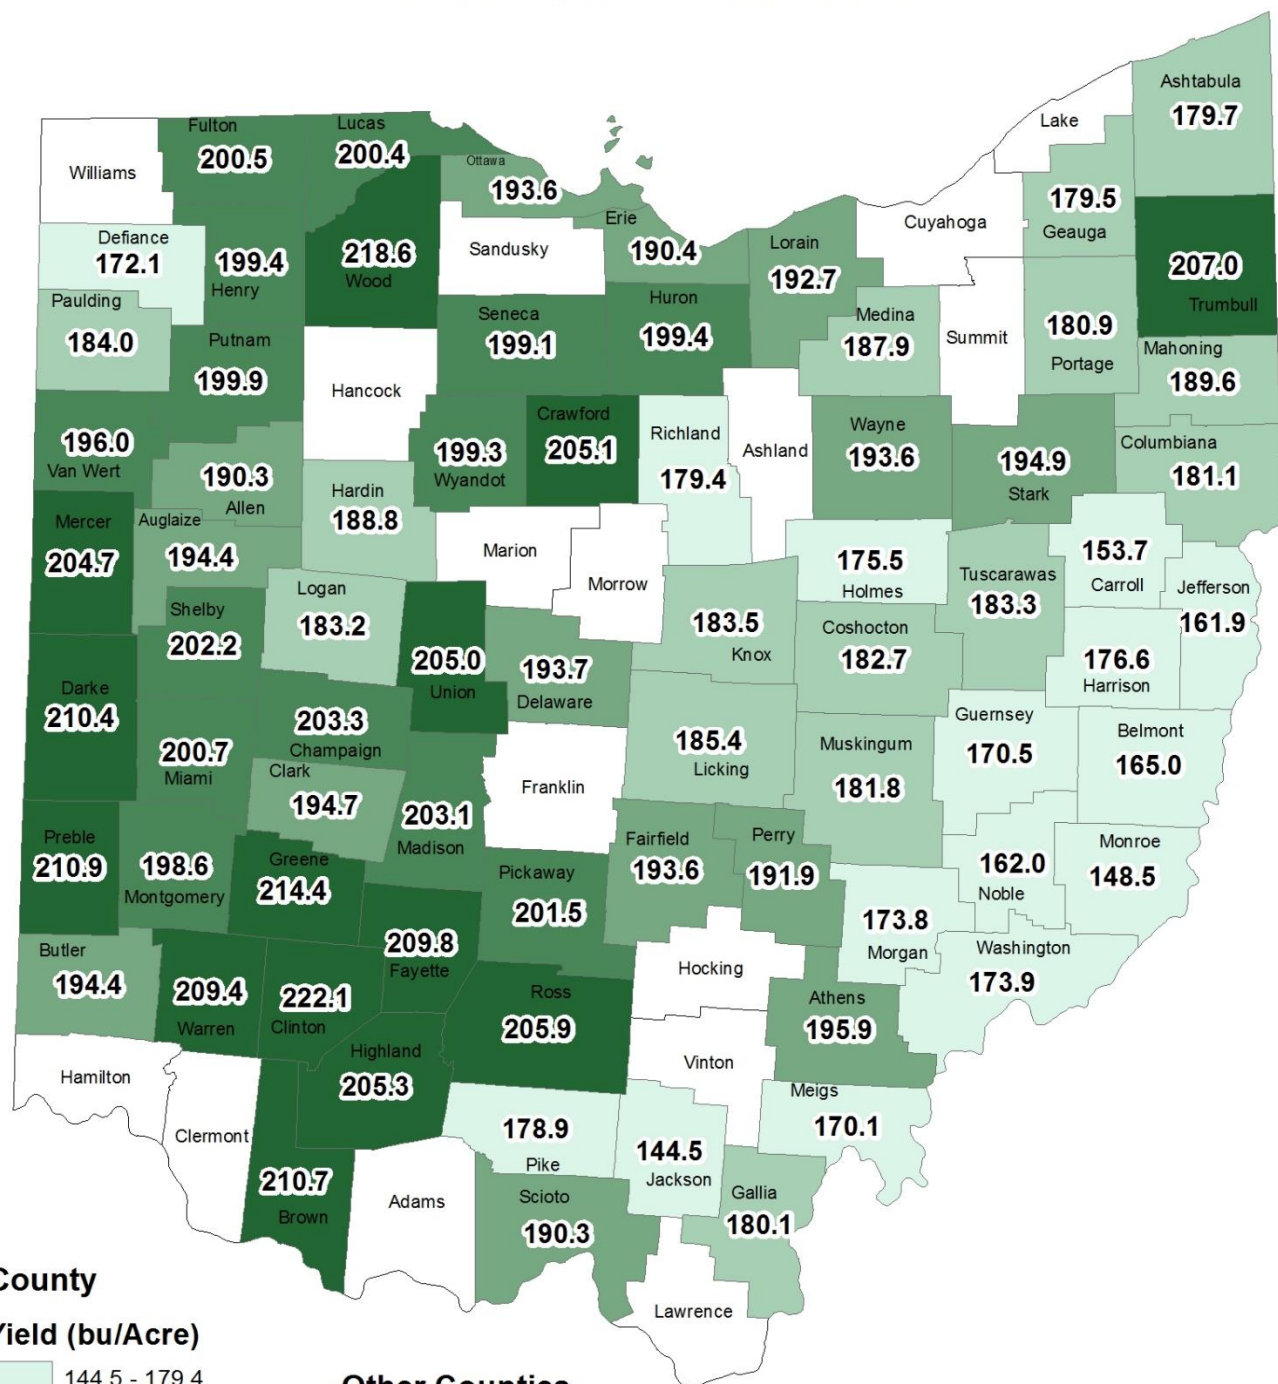 Ashtabula
179.7
Lake
Fulton
200.5
Lucas
200.4
Ottawa
193.6
Williams
179.5
Geauga
Erie
190.4
Cuyahoga
Defiance
172.1
199.4
Henry
218.6
Wood
Sandusky
Lorain
192.7
207.0
Trumbull
Paulding
184.0
Huron
199.4
Seneca
199.1
Medina
187.9
Summit
180.9
Portage
Putnam
199.9
Mahoning
189.6
Hancock
Crawford
205.1
Richland
179.4
Ashland
Wayne
193.6
194.9
Stark
Columbiana
181.1
196.0
Van Wert
190.3
Allen
199.3
Wyandot
Hardin
188.8
Mercer
204.7
Auglaize
194.4
Marion
Morrow
175.5
Holmes
Tuscarawas
183.3
153.7
Carroll
Jefferson
161.9
Logan
183.2
Shelby
202.2
183.5
Knox
Coshocton
182.7
176.6
Harrison
205.0
Union
193.7
Delaware
Darke
210.4
203.3
Champaign
200.7
Miami
Guernsey
170.5
Belmont
165.0
185.4
Licking
Muskingum
181.8
Clark
194.7
Franklin
203.1
Madison
Preble
210.9
198.6
Montgomery
Greene
214.4
Fairfield
193.6
Perry
191.9
162.0
Noble
Monroe
148.5
Pickaway
201.5
173.8
Morgan
Washington
173.9
Butler
194.4
209.8
Fayette
Hocking
209.4
Warren
222.1
Clinton
Ross
205.9
Athens
195.9
Highland
205.3
Vinton
Hamilton
Meigs
170.1
Clermont
178.9
Pike
144.5
Jackson
210.7
Brown
Adams
Scioto
190.3
Gallia
180.1
Lawrence
County
Yield (bu/Acre)
144.5 - 179.4
Other Counties